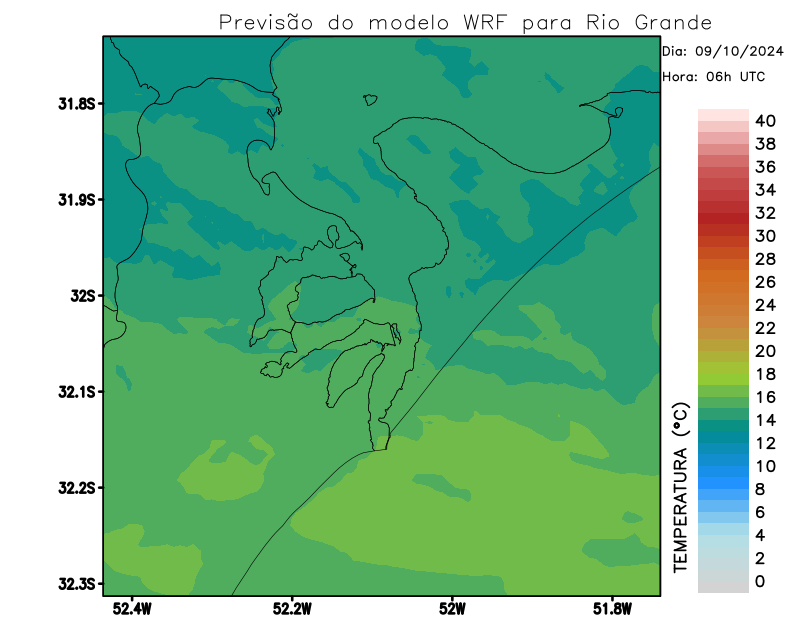 Previsão do modelo WRF para Rio Grande
Dia: 09/10/2024
Hora: 06h UTC
31.8S
31.9S
32S
32.1S
32.2S
32.3S
52.4W
52.2W
52W
51.8W
TEMPERATURA (°C)
40
38
36
34
32
30
28
26
24
22
20
18
16
14
12
10
8
6
4
2
0